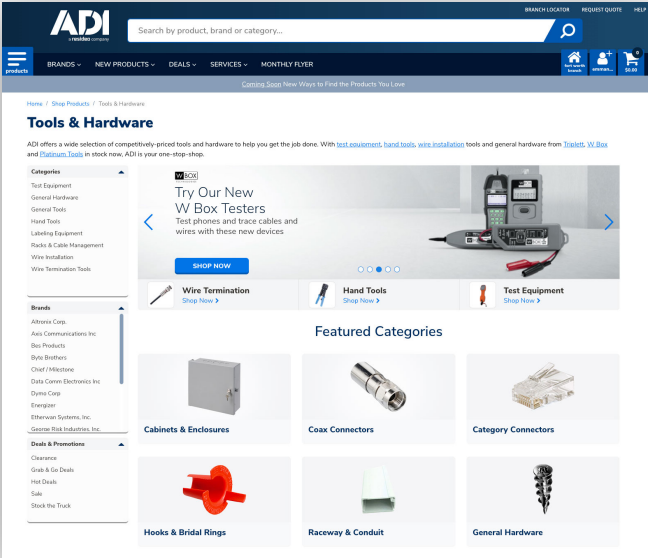 BRANCH LOCATOR REQUEST QUOTE HELP
ADI
a resideo company
Search by product, brand or category...
products
BRANDS NEW PRODUCTS DEALS SERVICES MONTHLY FLYER
fort worth branch
emman...
0
$0.00
Coming Soon New Ways to Find the Products You Love
Home / Shop Products / Tools & Hardware
Tools & Hardware
ADI offers a wide selection of competitively-priced tools and hardware to help you get the job done. With test equipment, hand tools, wire installation tools and general hardware from Triplett, W Box
and Platinum Tools in stock now, ADI is your one-stop-shop.
Categories
Test Equipment
General Hardware
General Tools
Hand Tools
Labeling Equipment
Racks & Cable Management
Wire Installation
Wire Termination Tools
Brands
Altronix Corp.
Axis Communications Inc
Bes Products
Byte Brothers
Chief / Milestone
Data Comm Electronics Inc
Dymo Corp
Energizer
Etherwan Systems, Inc.
George Risk Industries, Inc.
Deals & Promotions
Clearance
Grab & Go Deals
Hot Deals
Sale
Stock the Truck
W BOX
Try Our New
W Box Testers
Test phones and trace cables and
wires with these new devices
SHOP NOW
Wire Termination
Shop Now >
Hand Tools
Shop Now >
Test Equipment
Shop Now >
Featured Categories
Cabinets & Enclosures
Coax Connectors
Category Connectors
Hooks & Bridal Rings
Raceway & Conduit
General Hardware